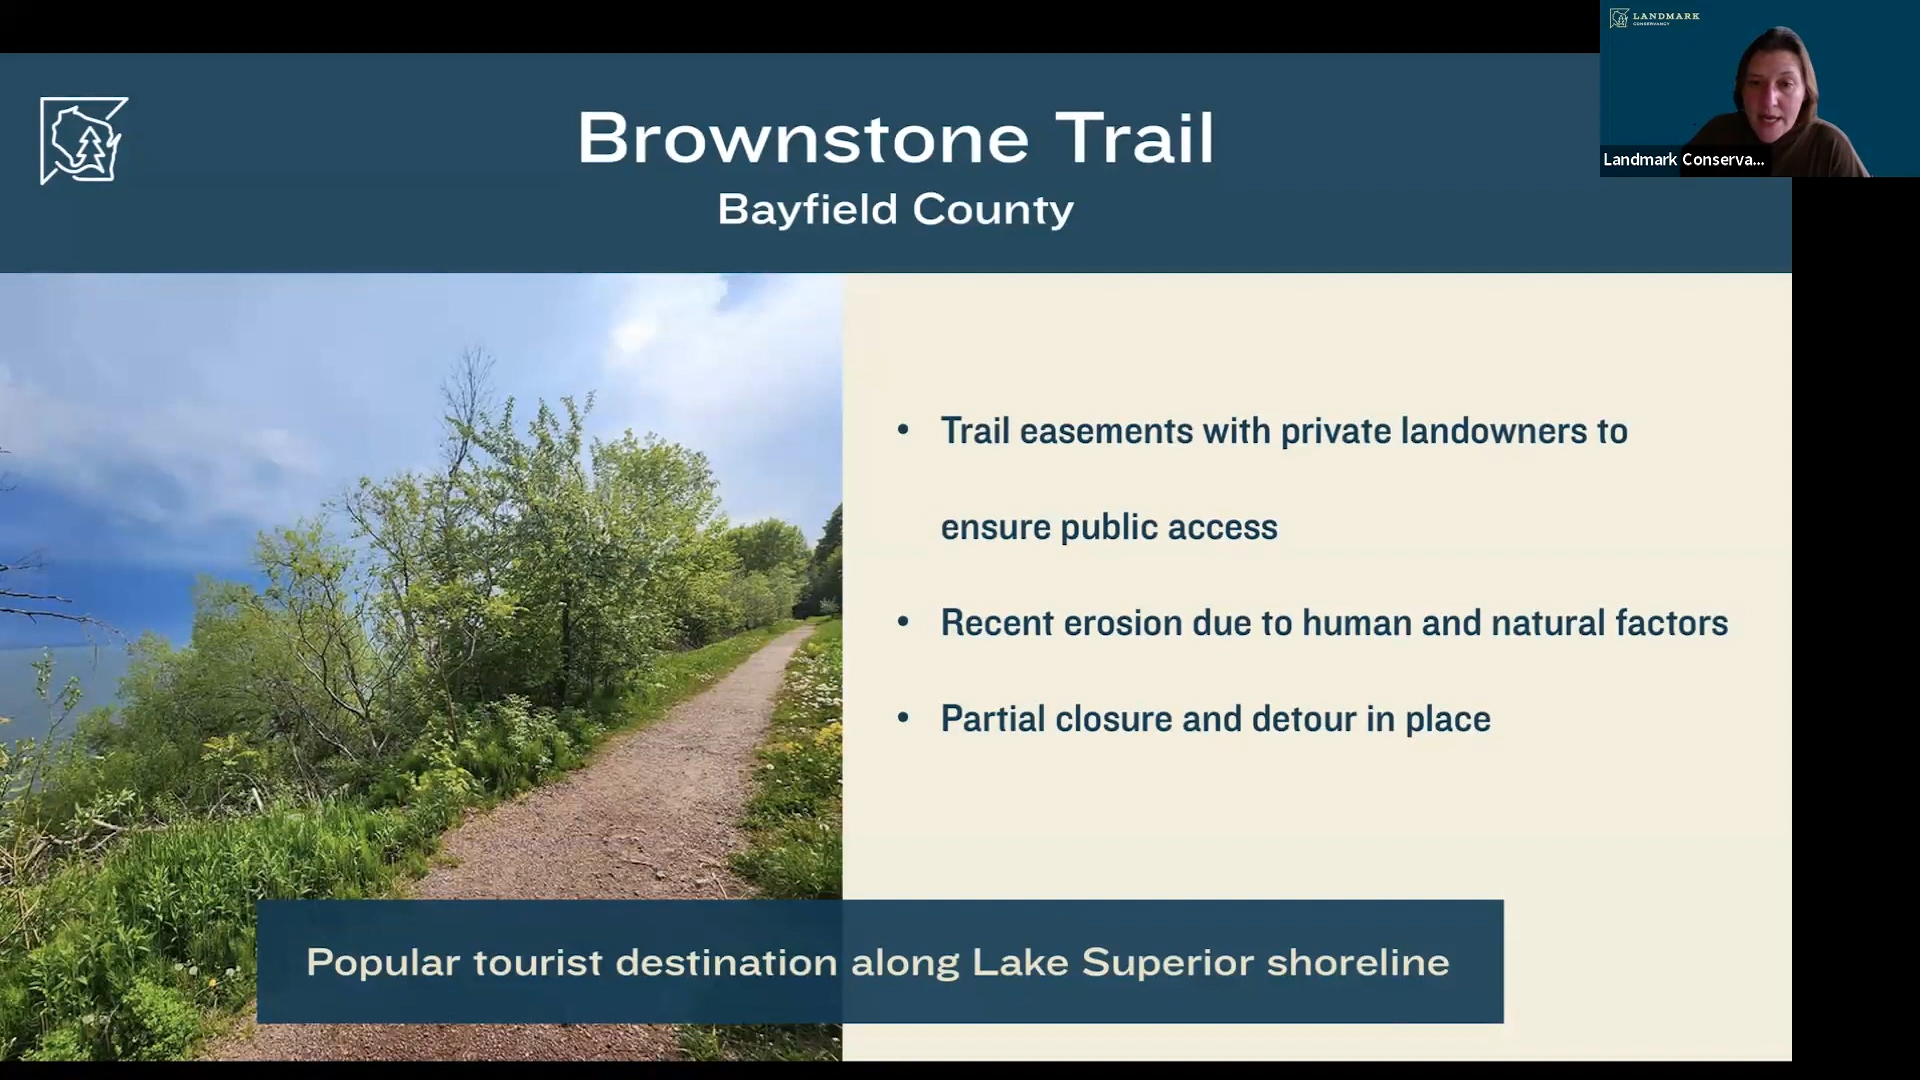 LANDMARK
CONSERVANCY
Landmark Conserva...
Brownstone Trail
Bayfield County
• Trail easements with private landowners to
ensure public access
• Recent erosion due to human and natural factors
• Partial closure and detour in place
Popular tourist destination along Lake Superior shoreline